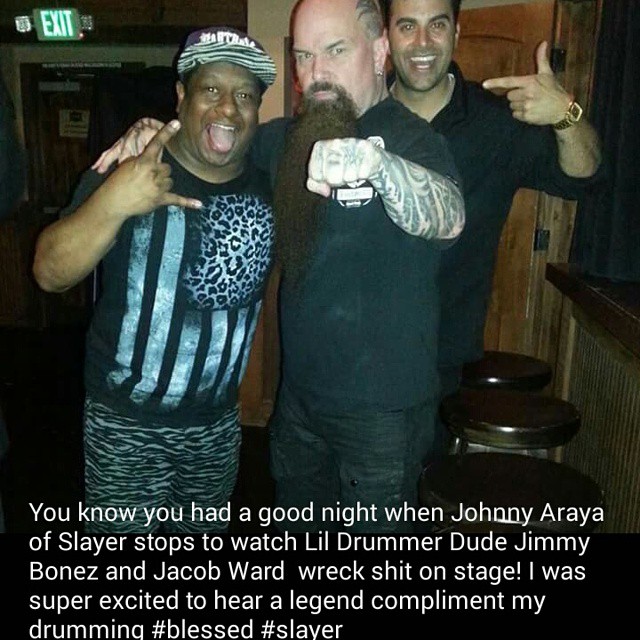 EXIT
You know you had a good night when Johnny Araya
of Slayer stops to watch Lil Drummer Dude Jimmy
Bonez and Jacob Ward  wreck shit on stage! I was
super excited to hear a legend compliment my
drumming #blessed #slayer